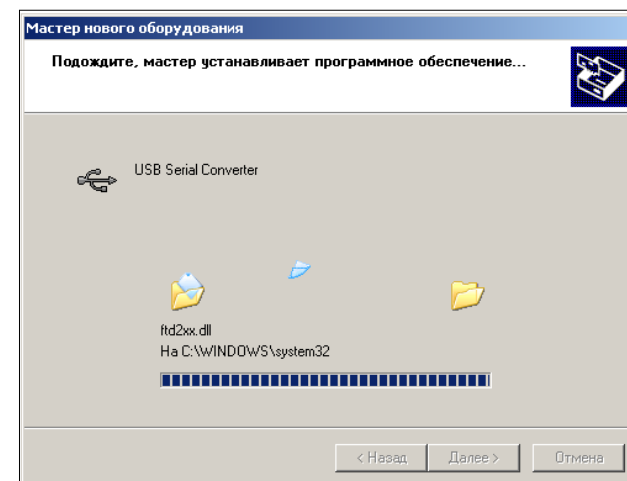 Мастер нового оборудования
Подождите, мастер устанавливает программное обеспечение...
USB Serial Converter
ftd2xx.dll
На C:\WINDOWS\system32
< Назад
Далее >
Отмена